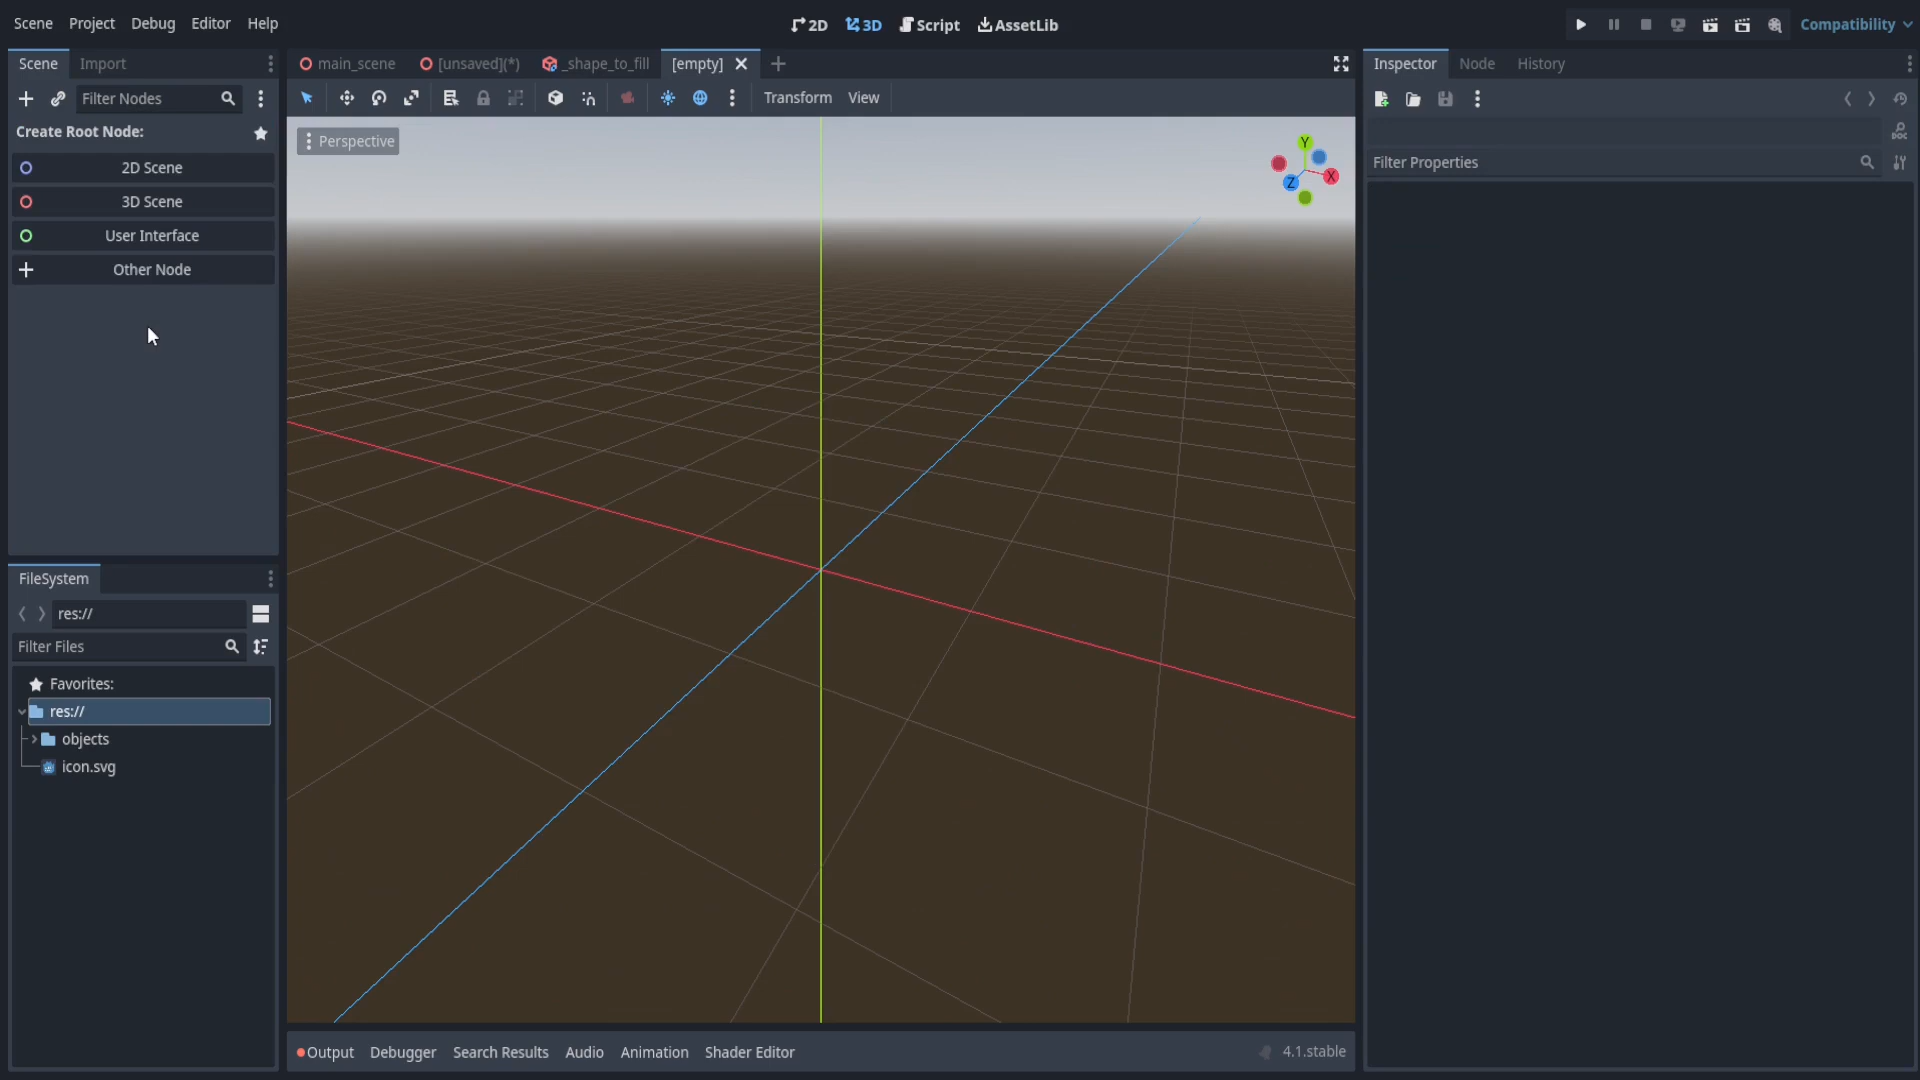 Scene Project Debug Editor Help
2D 3D Script AssetLib
Compatibility
Scene Import
main_scene [unsaved](*) _shape_to_fill [empty]
Inspector Node History
Filter Nodes
Transform View
Create Root Node:
Perspective
Y
X
Z
DOC
Filter Properties
2D Scene
3D Scene
User Interface
Other Node
FileSystem
res://
Filter Files
Favorites:
res://
objects
icon.svg
Output Debugger Search Results Audio Animation Shader Editor
4.1.stable